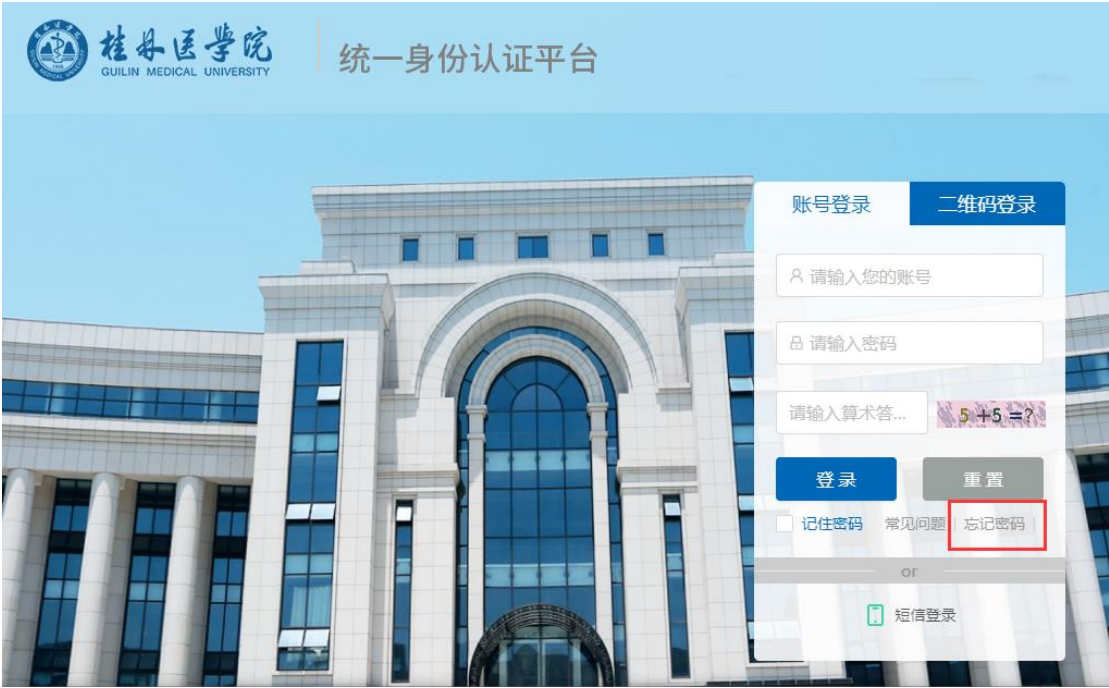 桂林医学院
GUILIN MEDICAL UNIVERSITY
统一身份认证平台
账号登录
二维码登录
请输入您的账号
请输入密码
请输入算术答...
5 +5 =?
登 录
重 置
记住密码
常见问题 | 忘记密码 |
or
短信登录